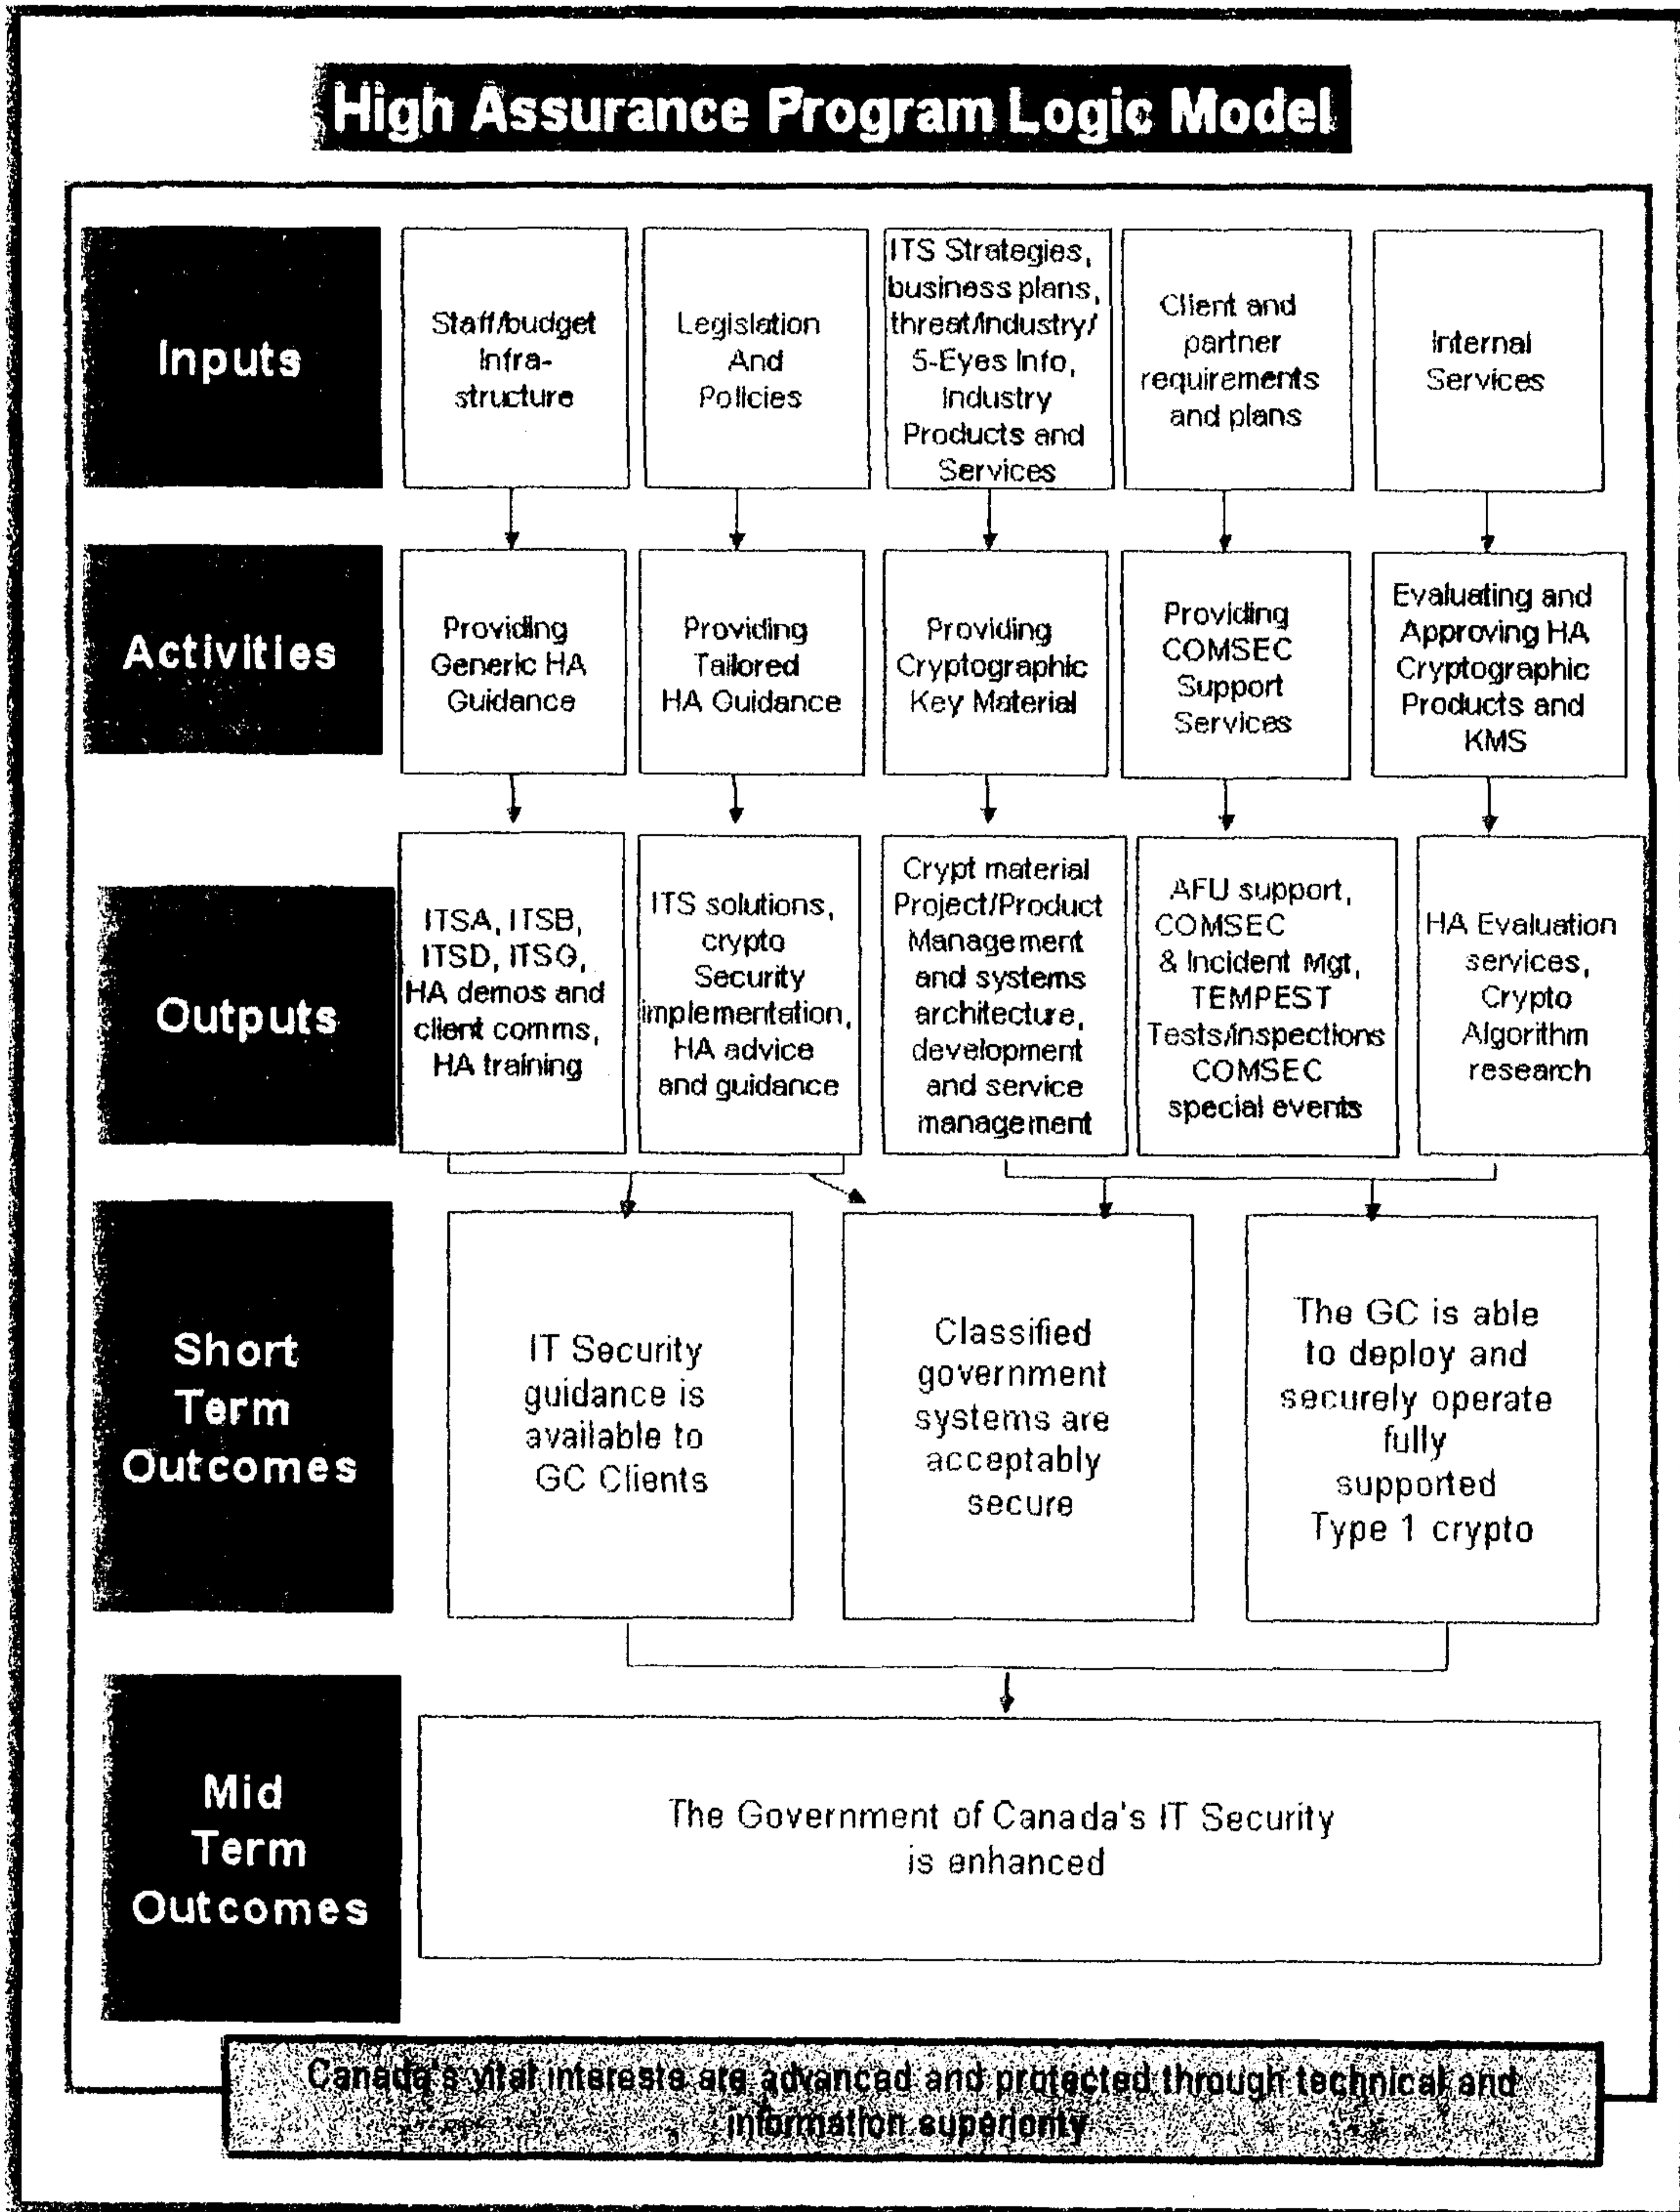 High Assurance Program Logic Model
Inputs
Staff/budget
Infra-
structure
Legislation
And
Policies
ITS Strategies,
business plans,
threat/industry/
5-Eyes Info,
Industry
Products and
Services
Client and
partner
requirements
and plans
Internal
Services
Activities
Providing
Generic HA
Guidance
Providing
Tailored
HA Guidance
Providing
Cryptographic
Key Material
Providing
COMSEC
Support
Services
Evaluating and
Approving HA
Cryptographic
Products and
KMS
Outputs
ITSA, ITSB,
ITSD, ITSG,
HA demos and
client comms,
HA training
ITS solutions,
crypto
Security
implementation,
HA advice
and guidance
Crypt material
Project/Product
Management
and systems
architecture,
development
and service
management
AFU support,
COMSEC
& Incident Mgt,
TEMPEST
Tests/Inspections
COMSEC
special events
HA Evaluation
services,
Crypto
Algorithm
research
Short
Term
Outcomes
IT Security
guidance is
available to
GC Clients
Classified
government
systems are
acceptably
secure
The GC is able
to deploy and
securely operate
fully
supported
Type 1 crypto
Mid
Term
Outcomes
The Government of Canada's IT Security
is enhanced
Canada's vital interests are advanced and protected through technical and
information superiority